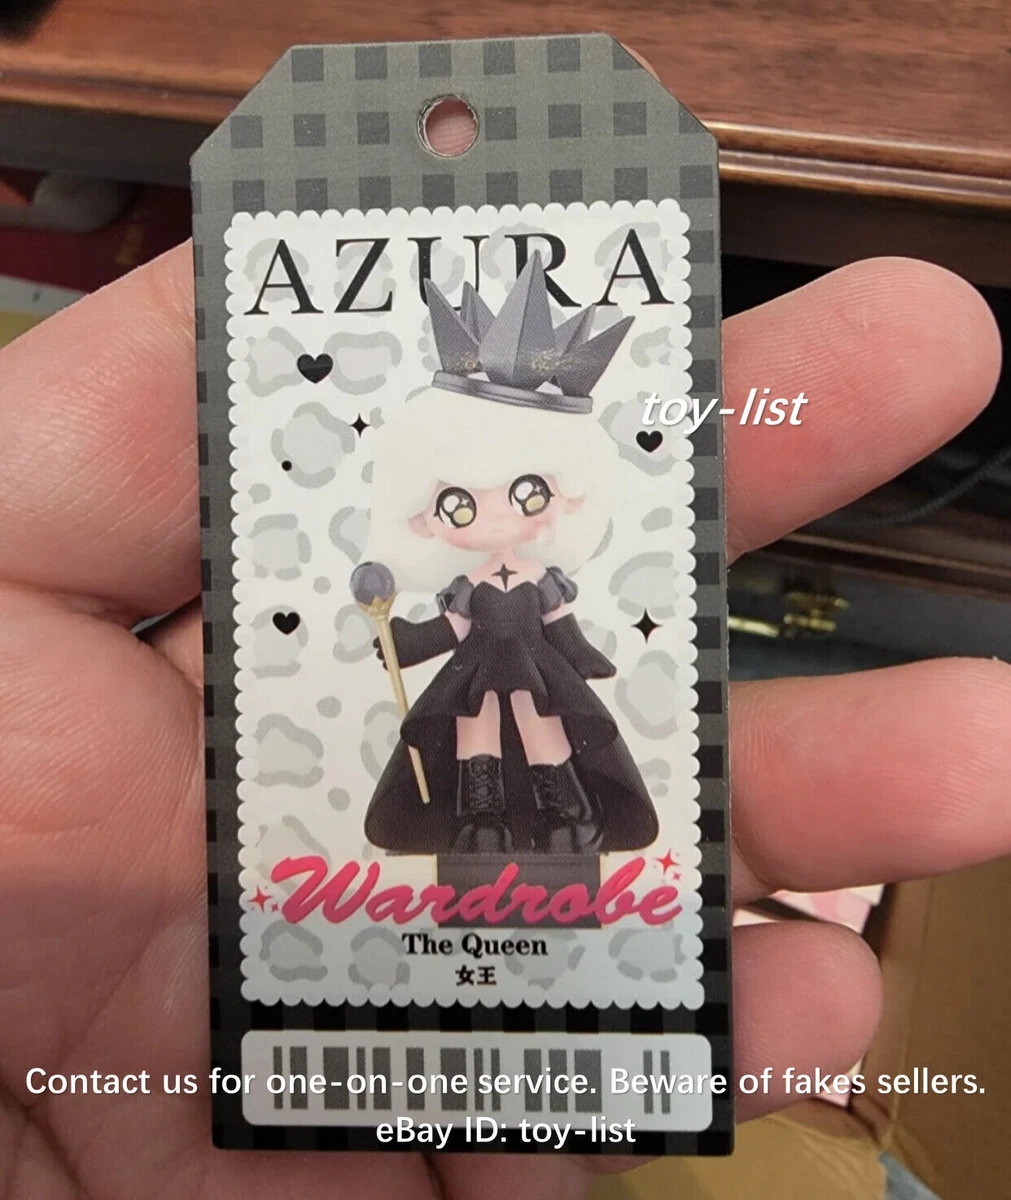 AZURA
toy-list
Wardrobe
The Queen
女王
Contact us for one-on-one service. Beware of fakes sellers.
eBay ID: toy-list